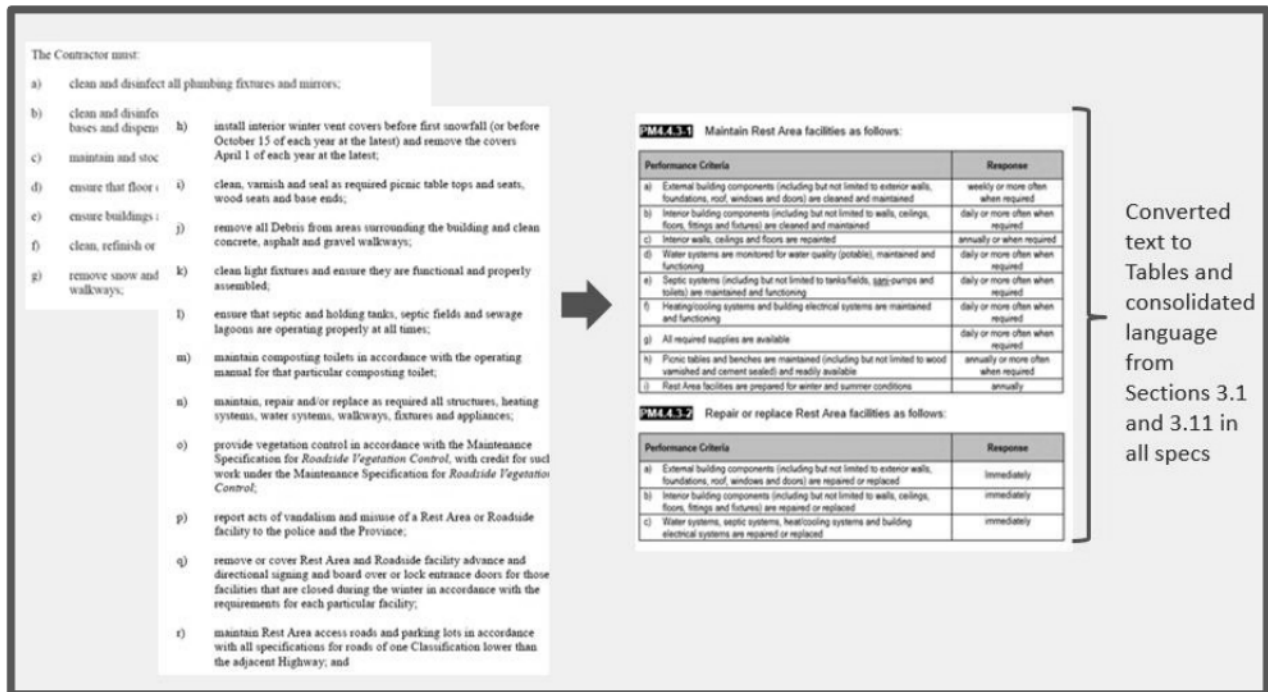 The Contractor must:
a) clean and disinfect all plumbing fixtures and mirrors;
b) clean and disinfec
bases and dispens
c) maintain and stoc
d) ensure that floor
e) ensure buildings
f) clean, refinish or
g) remove snow and
walkways;
h) install interior winter vent covers before first snowfall (or before
October 15 of each year at the latest) and remove the covers
April 1 of each year at the latest;
i) clean, varnish and seal as required picnic table tops and seats,
wood seats and base ends;
j) remove all Debris from areas surrounding the building and clean
concrete, asphalt and gravel walkways;
k) clean light fixtures and ensure they are functional and properly
assembled;
l) ensure that septic and holding tanks, septic fields and sewage
lagoons are operating properly at all times;
m) maintain composting toilets in accordance with the operating
manual for that particular composting toilet;
n) maintain, repair and/or replace as required all structures, heating
systems, water systems, walkways, fixtures and appliances;
o) provide vegetation control in accordance with the Maintenance
Specification for Roadside Vegetation Control, with credit for such
work under the Maintenance Specification for Roadside Vegetation
Control;
p) report acts of vandalism and misuse of a Rest Area or Roadside
facility to the police and the Province;
q) remove or cover Rest Area and Roadside facility advance and
directional signing and board over or lock entrance doors for those
facilities that are closed during the winter in accordance with the
requirements for each particular facility;
r) maintain Rest Area access roads and parking lots in accordance
with all specifications for roads of one Classification lower than
the adjacent Highway; and
PM4.4.3-1 Maintain Rest Area facilities as follows:
Performance Criteria Response
a) External building components (including but not limited to exterior walls, weekly or more often
foundations, roof, windows and doors) are cleaned and maintained when required
b) Interior building components (including but not limited to walls, ceilings, daily or more often when
floors, fittings and fixtures) are cleaned and maintained required
c) Interior walls, ceilings and floors are repainted annually or when required
d) Water systems are monitored for water quality (potable), maintained and daily or more often when
functioning required
e) Septic systems (including but not limited to tanks/fields, sani-pumps and daily or more often when
toilets) are maintained and functioning required
f) Heating/cooling systems and building electrical systems are maintained daily or more often when
and functioning required
g) All required supplies are available daily or more often when
required
h) Picnic tables and benches are maintained (including but not limited to wood annually or more often
varnished and cement sealed) and readily available when required
i) Rest Area facilities are prepared for winter and summer conditions annually
PM4.4.3-2 Repair or replace Rest Area facilities as follows:
Performance Criteria Response
a) External building components (including but not limited to exterior walls, Immediately
foundations, roof, windows and doors) are repaired or replaced
b) Interior building components (including but not limited to walls, ceilings, immediately
floors, fittings and fixtures) are repaired or replaced
c) Water systems, septic systems, heat/cooling systems and building immediately
electrical systems are repaired or replaced
Converted
text to
Tables and
consolidated
language
from
Sections 3.1
and 3.11 in
all specs